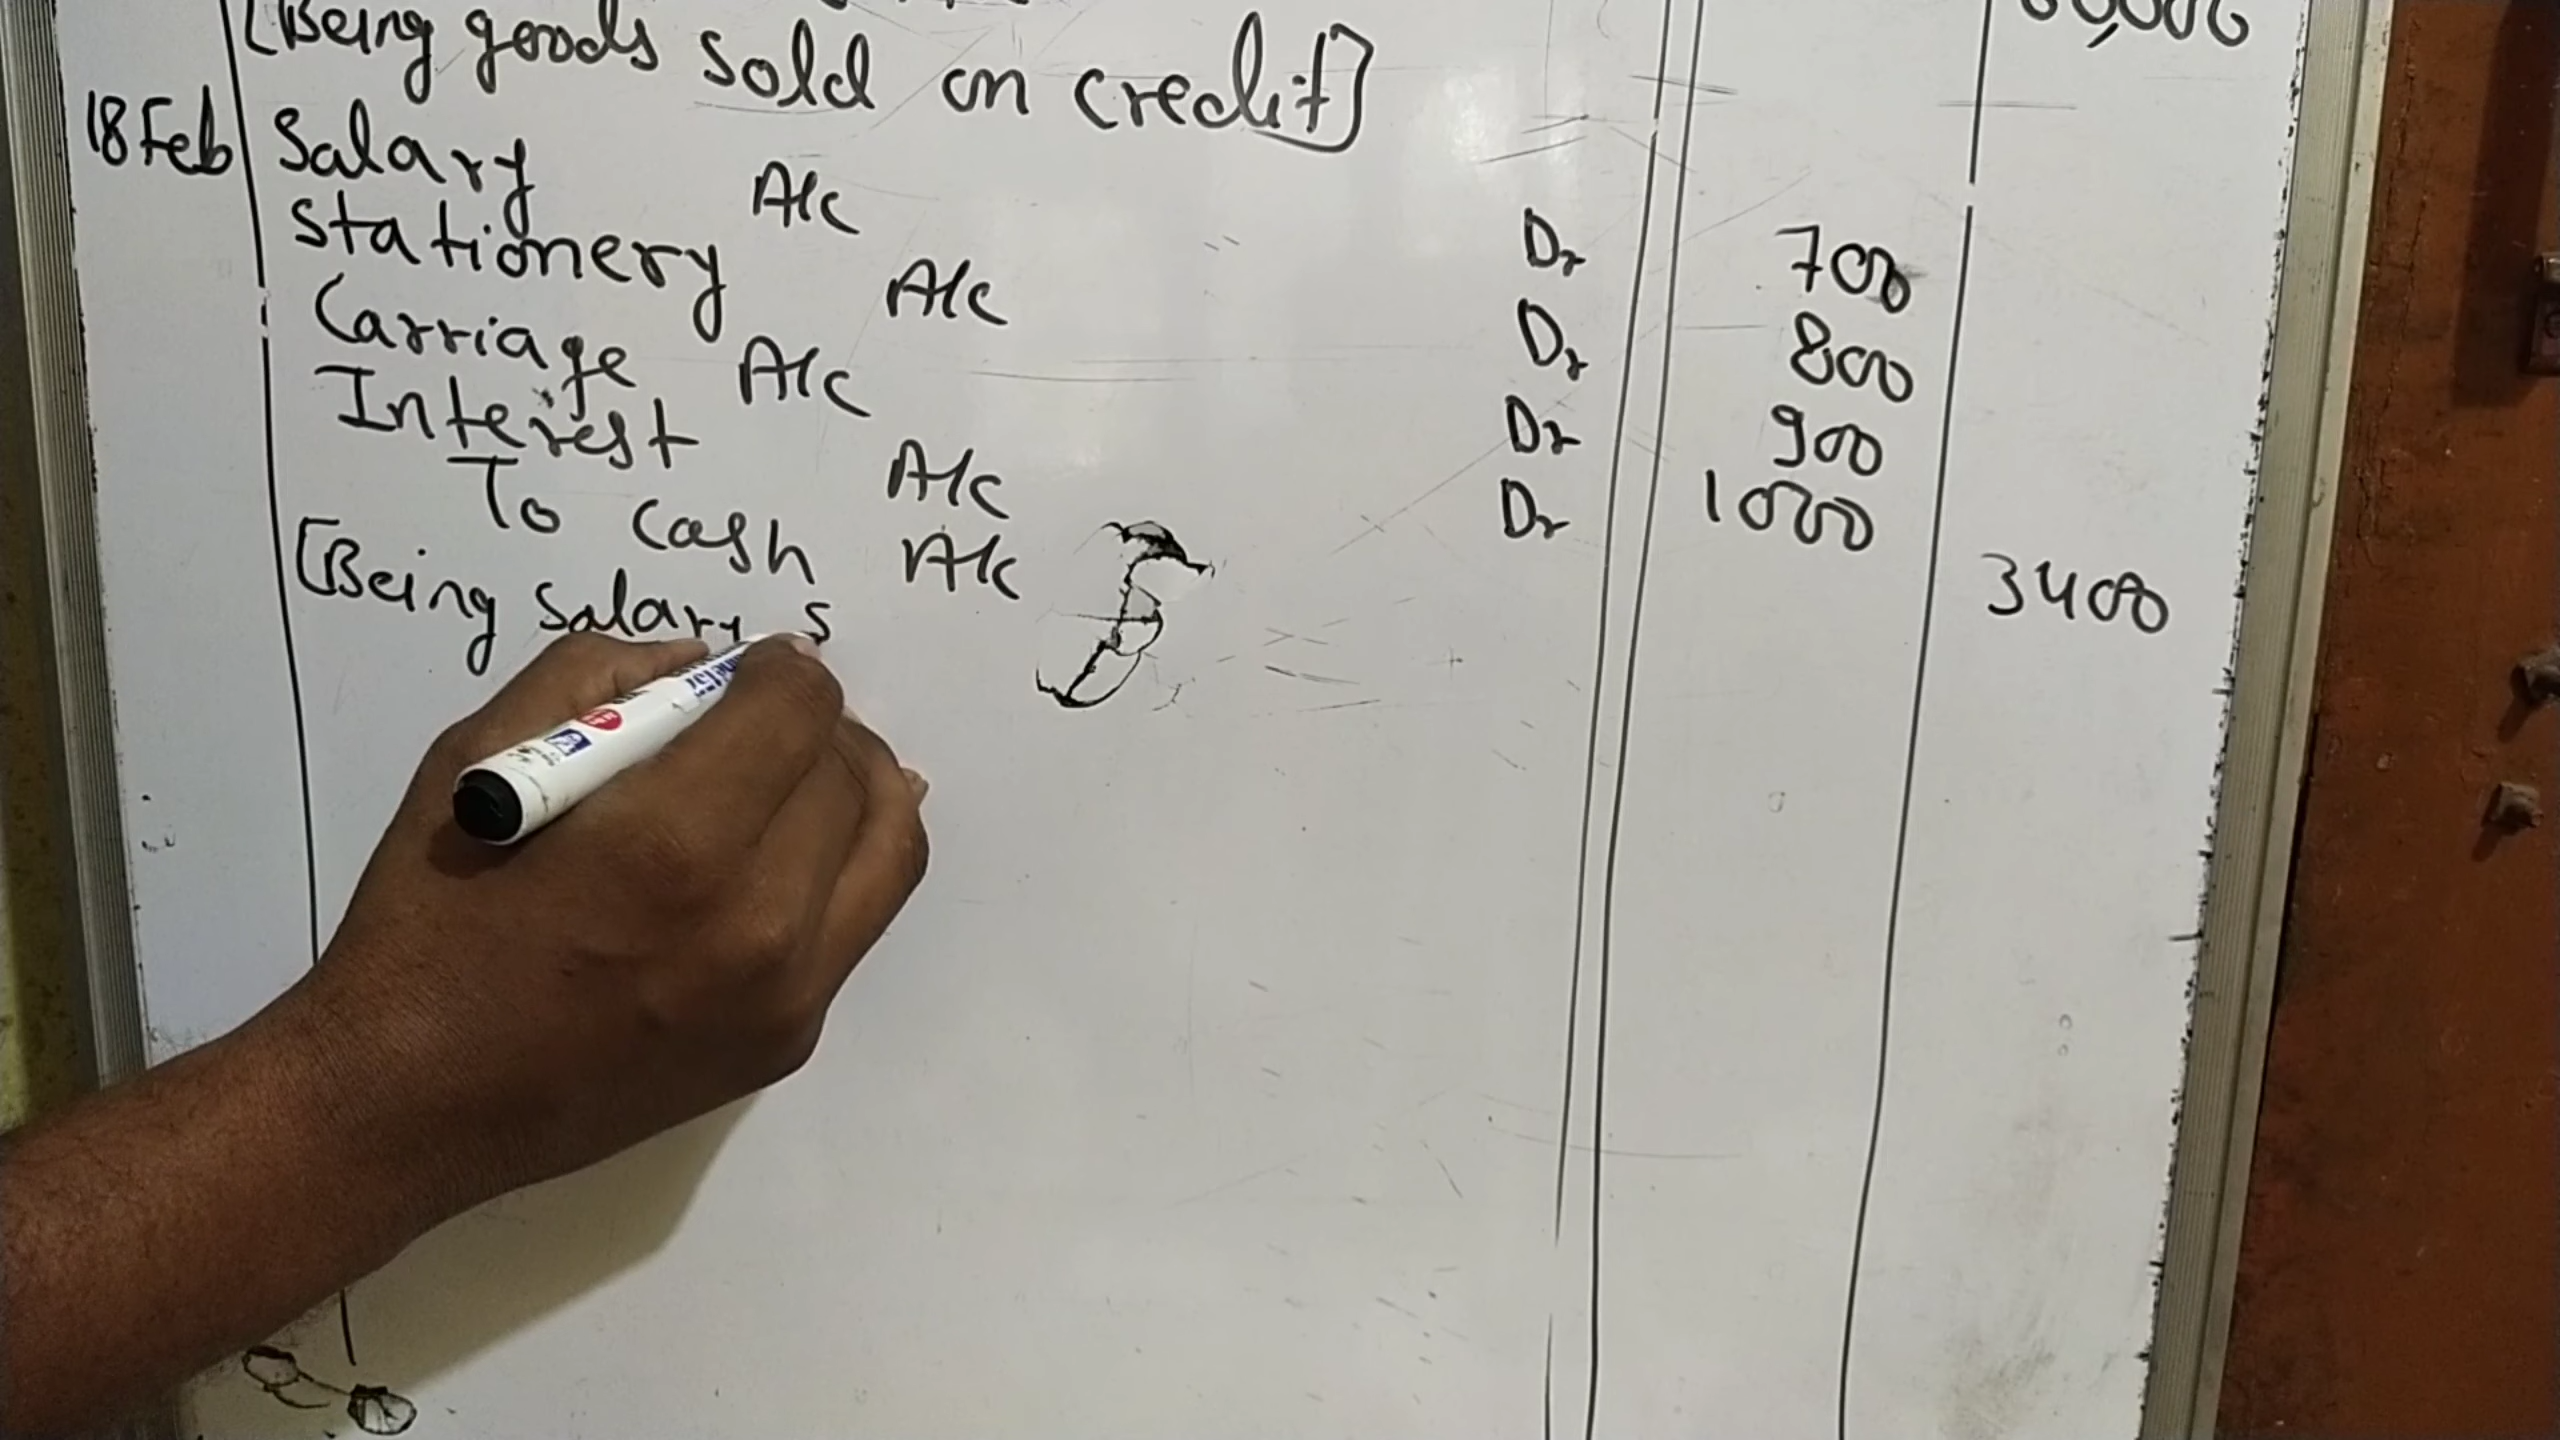 [Being goods sold on credit]
18 Feb Salary A/c Dr 700
Stationery A/c Dr 800
Carriage A/c Dr 900
Interest A/c Dr 1000
To Cash A/c 3400
[Being Salary s